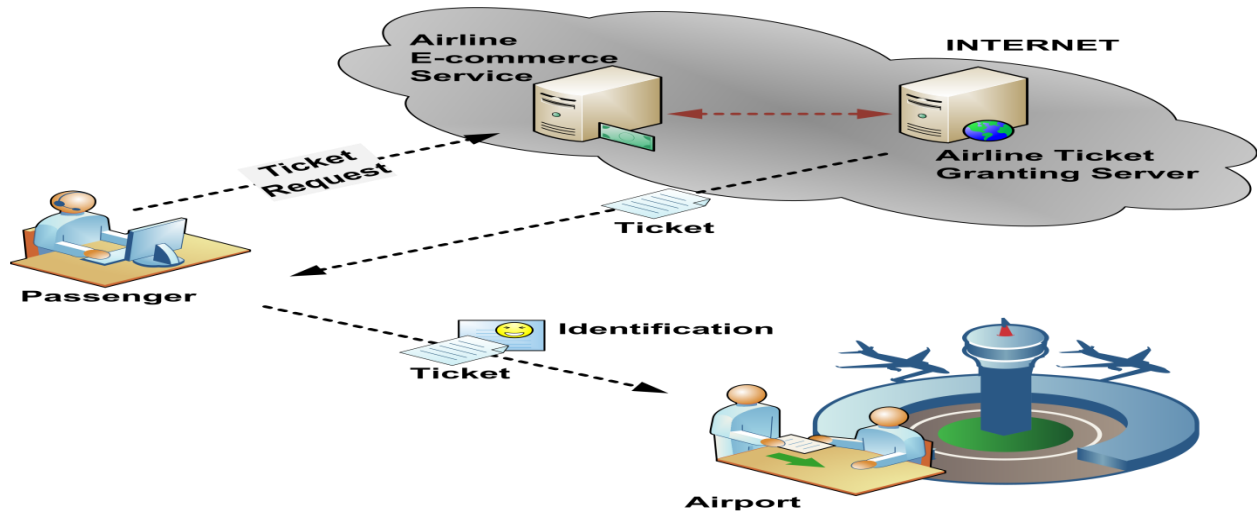 Airline
E-commerce
Service
INTERNET
Airline Ticket
Granting Server
Ticket
Request
Ticket
Passenger
Identification
Ticket
Airport